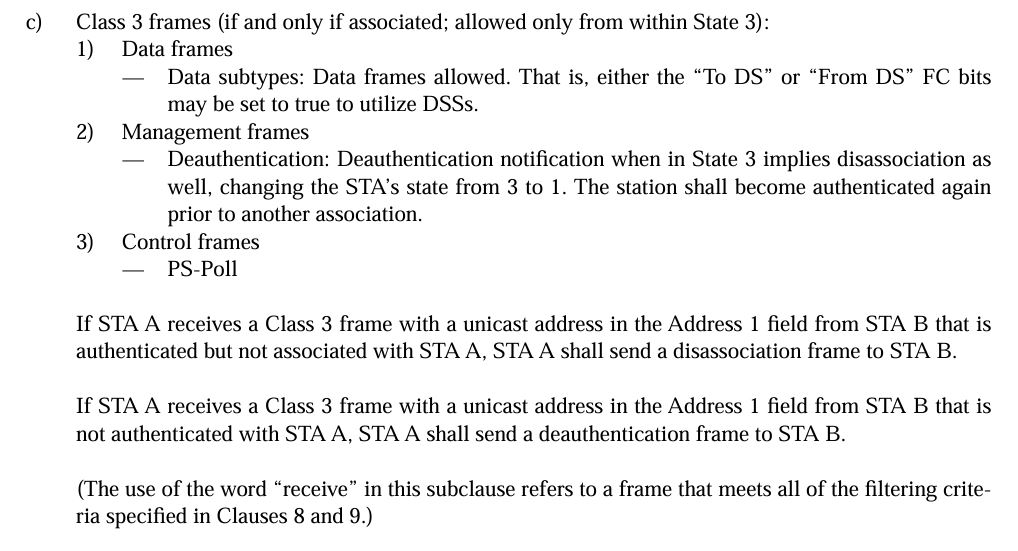 c) Class 3 frames (if and only if associated; allowed only from within State 3):
1) Data frames
— Data subtypes: Data frames allowed. That is, either the “To DS” or “From DS” FC bits
may be set to true to utilize DSSs.
2) Management frames
— Deauthentication: Deauthentication notification when in State 3 implies disassociation as
well, changing the STA’s state from 3 to 1. The station shall become authenticated again
prior to another association.
3) Control frames
— PS-Poll
If STA A receives a Class 3 frame with a unicast address in the Address 1 field from STA B that is
authenticated but not associated with STA A, STA A shall send a disassociation frame to STA B.
If STA A receives a Class 3 frame with a unicast address in the Address 1 field from STA B that is
not authenticated with STA A, STA A shall send a deauthentication frame to STA B.
(The use of the word “receive” in this subclause refers to a frame that meets all of the filtering crite-
ria specified in Clauses 8 and 9.)